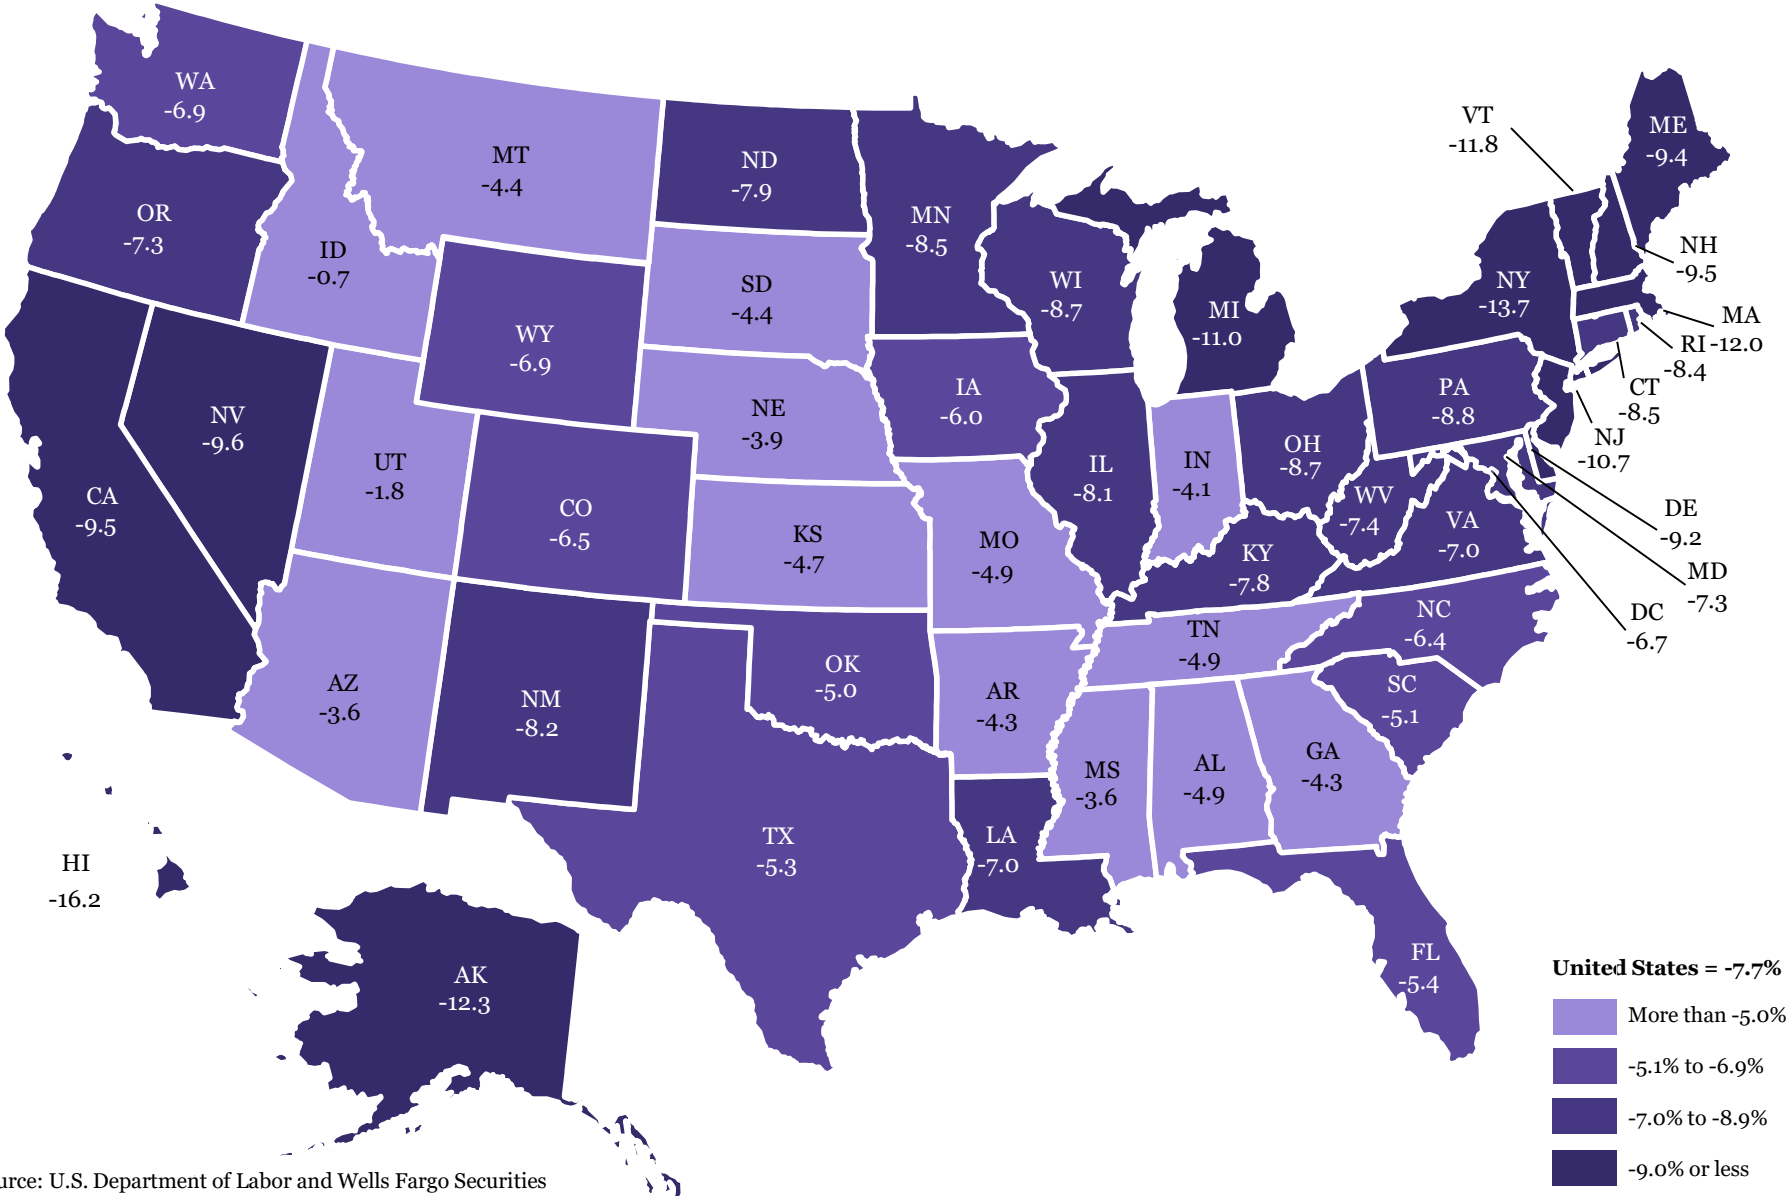 WA
-6.9
OR
-7.3
CA
-9.5
NV
-9.6
ID
-0.7
MT
-4.4
WY
-6.9
UT
-1.8
CO
-6.5
AZ
-3.6
NM
-8.2
ND
-7.9
SD
-4.4
NE
-3.9
KS
-4.7
OK
-5.0
TX
-5.3
MN
-8.5
IA
-6.0
MO
-4.9
AR
-4.3
LA
-7.0
WI
-8.7
IL
-8.1
MI
-11.0
IN
-4.1
OH
-8.7
KY
-7.8
TN
-4.9
MS
-3.6
AL
-4.9
GA
-4.3
FL
-5.4
SC
-5.1
NC
-6.4
VA
-7.0
WV
-7.4
PA
-8.8
NY
-13.7
VT
-11.8
ME
-9.4
NH
-9.5
MA
-12.0
RI
-8.4
CT
-8.5
NJ
-10.7
DE
-9.2
MD
-7.3
DC
-6.7
HI
-16.2
AK
-12.3
United States = -7.7%
More than -5.0%
-5.1% to -6.9%
-7.0% to -8.9%
-9.0% or less
urce: U.S. Department of Labor and Wells Fargo Securities